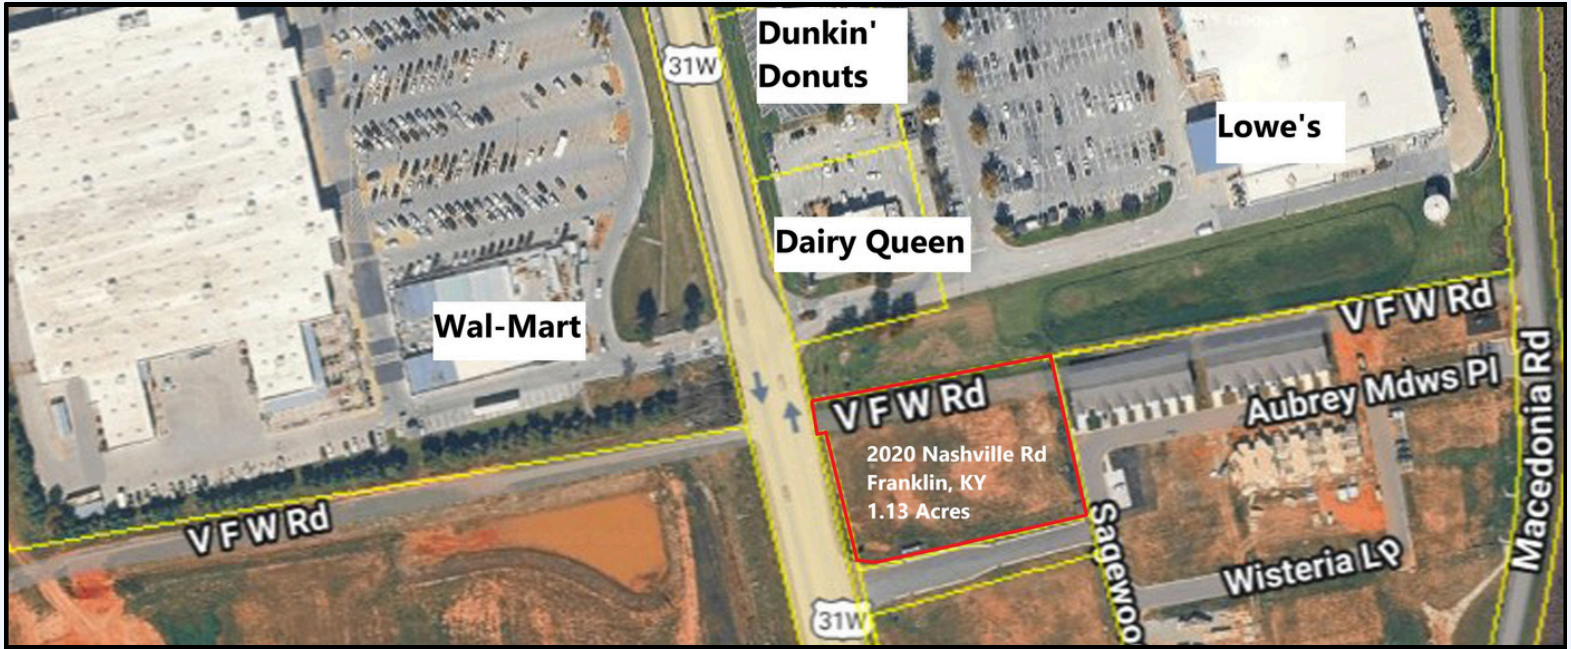 Dunkin'
Donuts
31W
Lowe's
Dairy Queen
Wal-Mart
V F W Rd
V F W Rd
Aubrey Mdws Pl
2020 Nashville Rd
Franklin, KY
1.13 Acres
Macedonia Rd
V F W Rd
Sagewoo
Wisteria Lp
31W